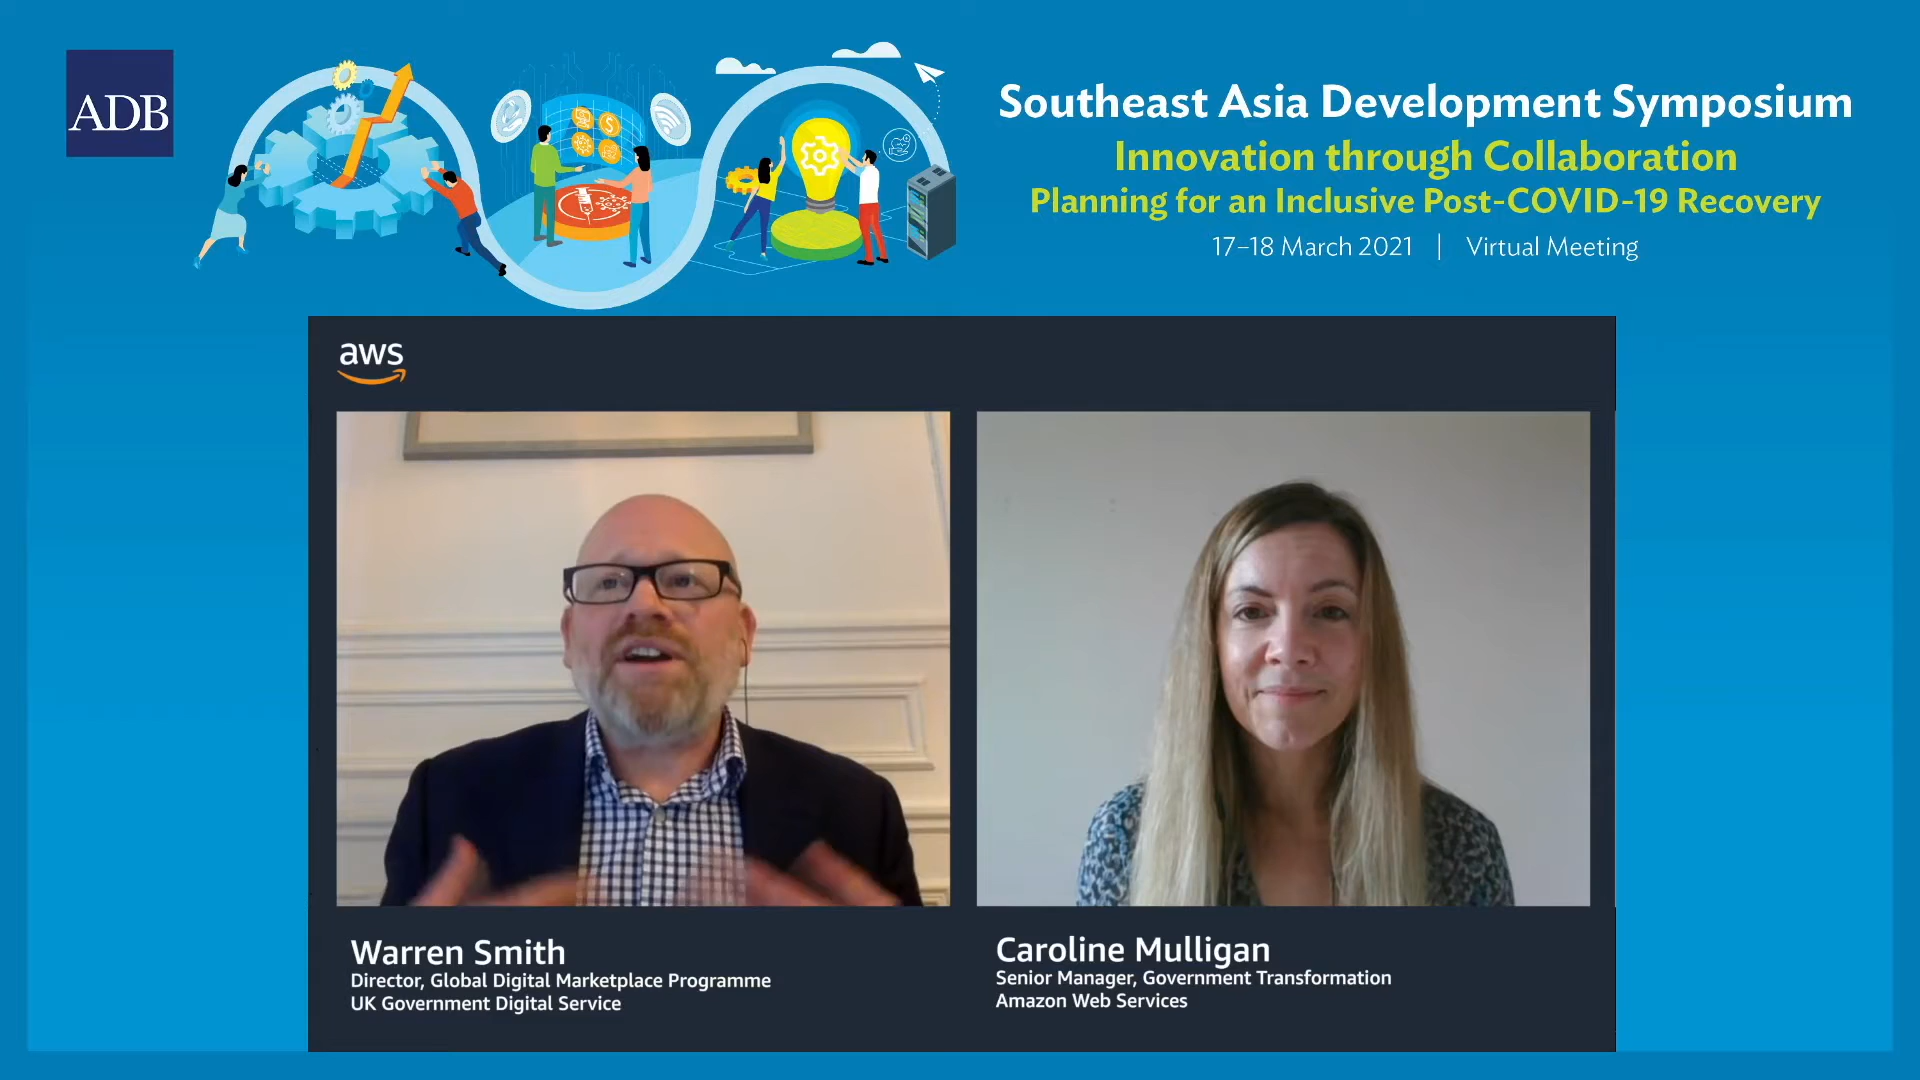 ADB
Southeast Asia Development Symposium
Innovation through Collaboration
Planning for an Inclusive Post-COVID-19 Recovery
17–18 March 2021 | Virtual Meeting
aws
Warren Smith
Director, Global Digital Marketplace Programme
UK Government Digital Service
Caroline Mulligan
Senior Manager, Government Transformation
Amazon Web Services